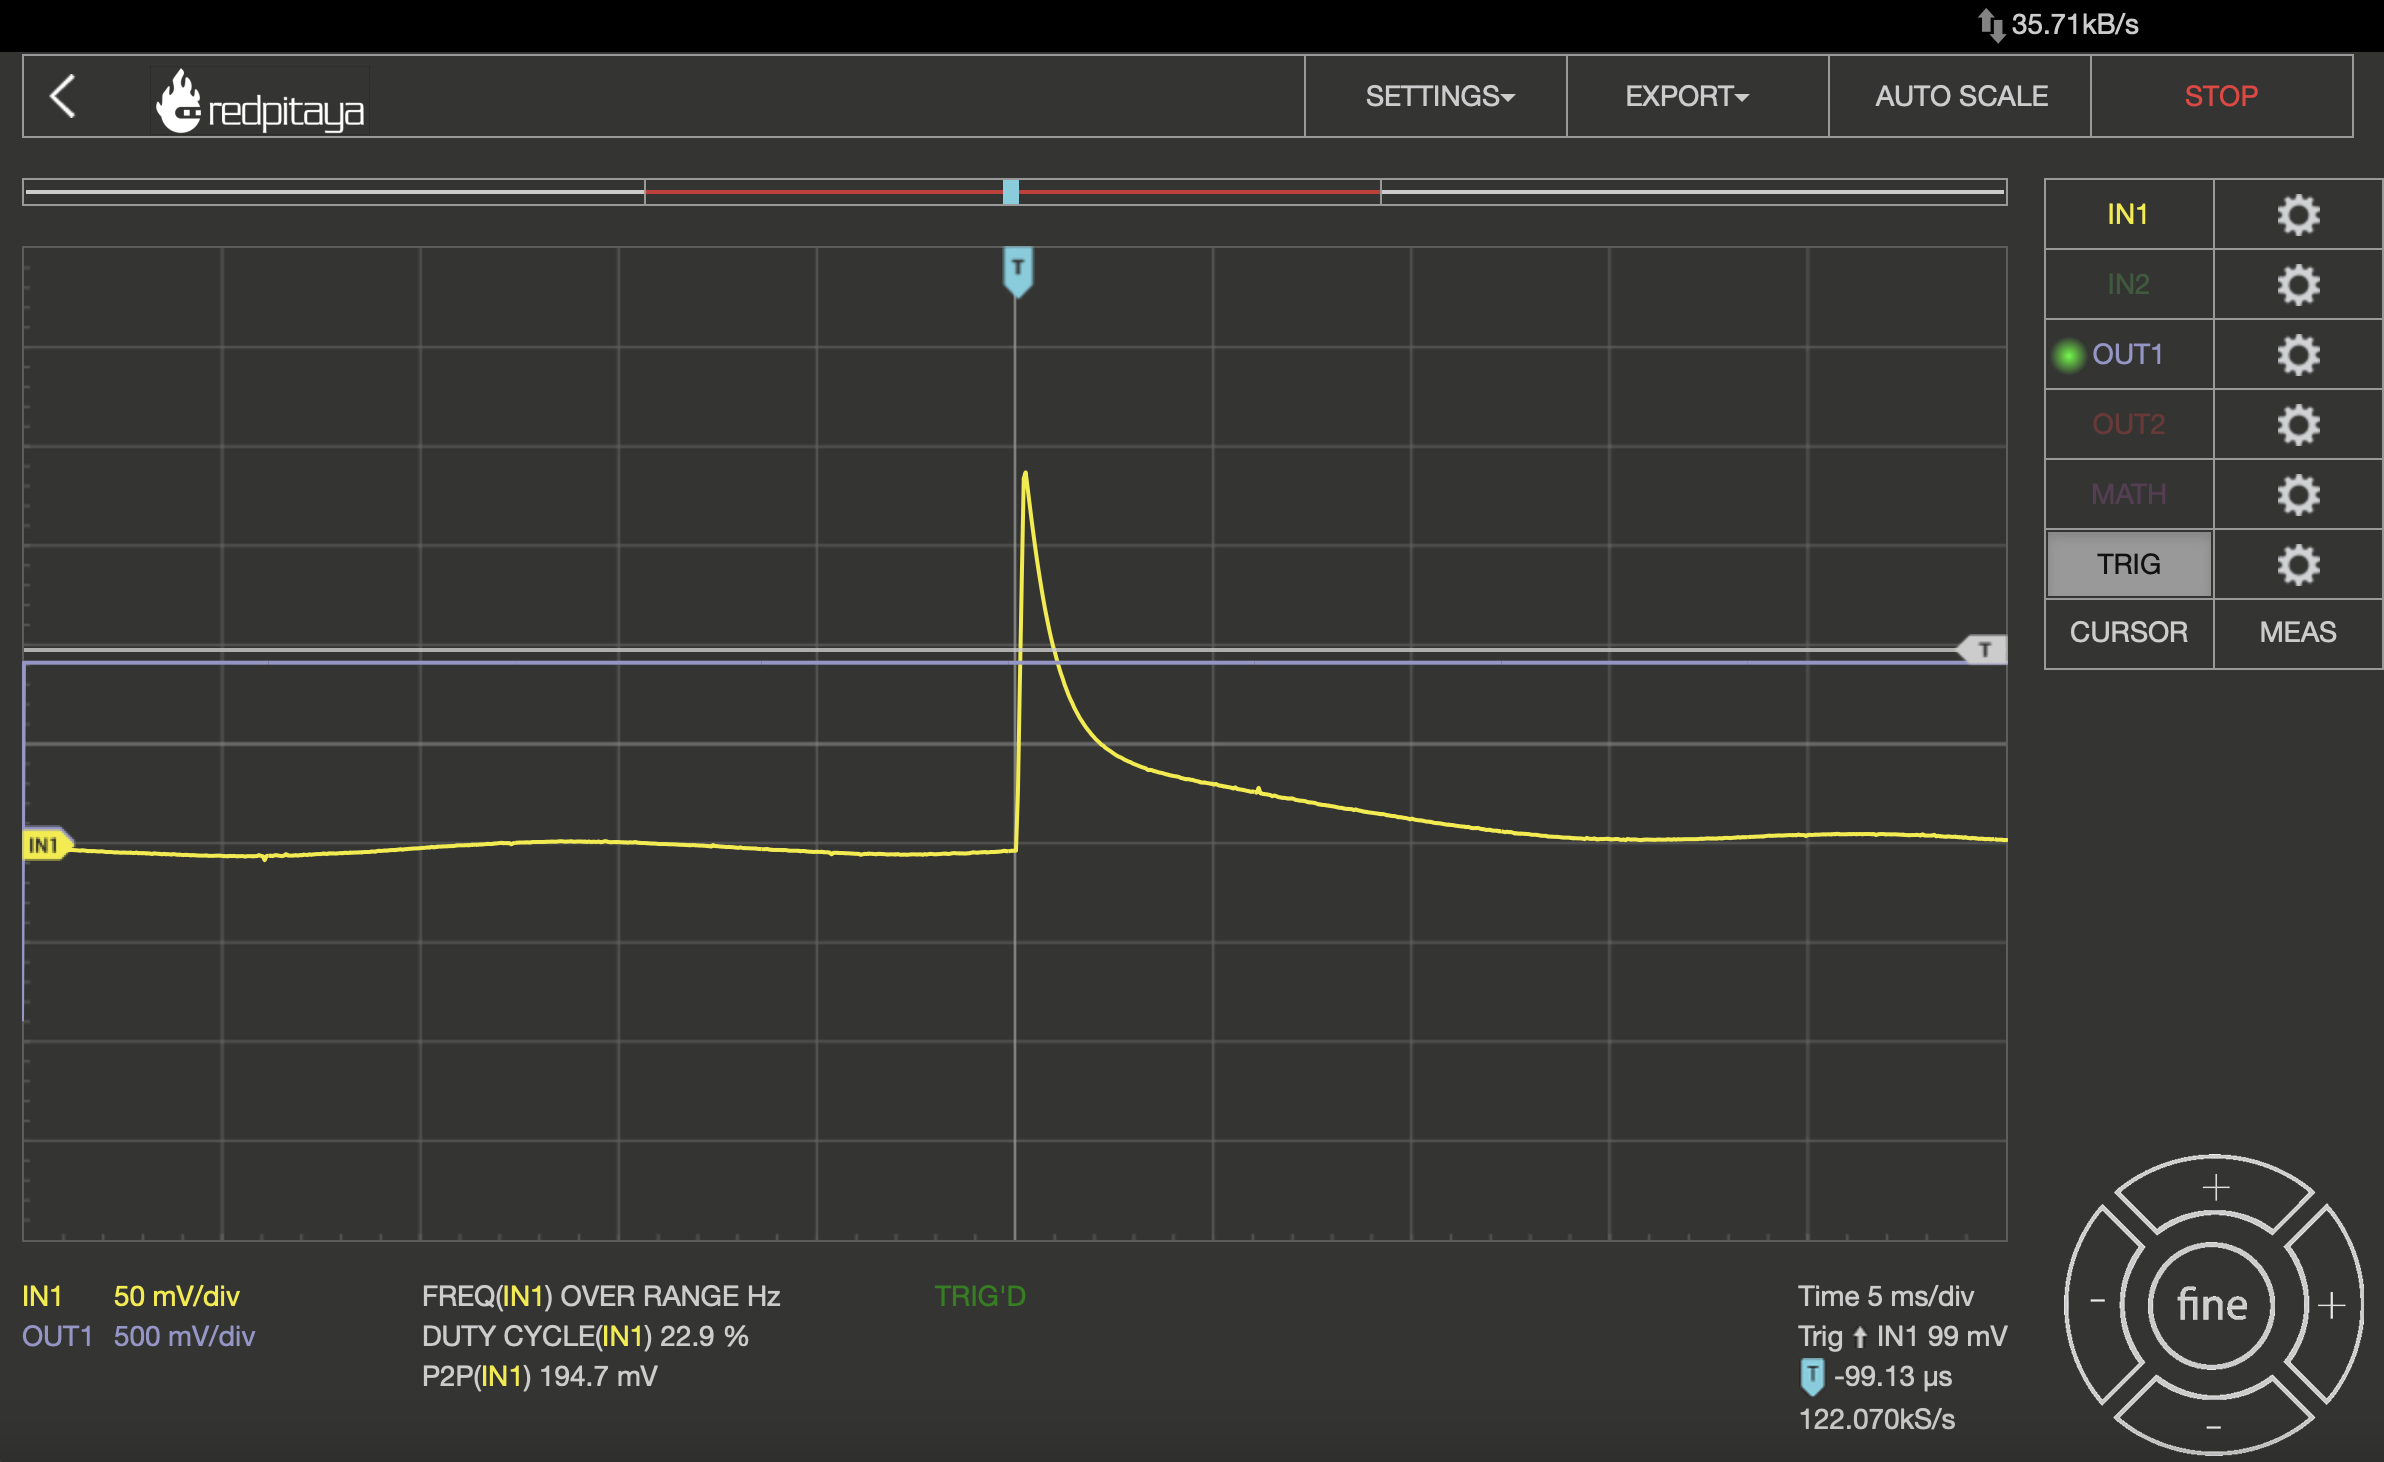 35.71kB/s
redpitaya
SETTINGS
EXPORT
AUTO SCALE
STOP
T
IN1
IN2
OUT1
OUT2
MATH
TRIG
CURSOR
MEAS
T
IN1
IN1 50 mV/div
OUT1 500 mV/div
FREQ(IN1) OVER RANGE Hz
DUTY CYCLE(IN1) 22.9 %
P2P(IN1) 194.7 mV
TRIG'D
Time 5 ms/div
Trig ↑ IN1 99 mV
T -99.13 µs
122.070kS/s
+
- fine +
-